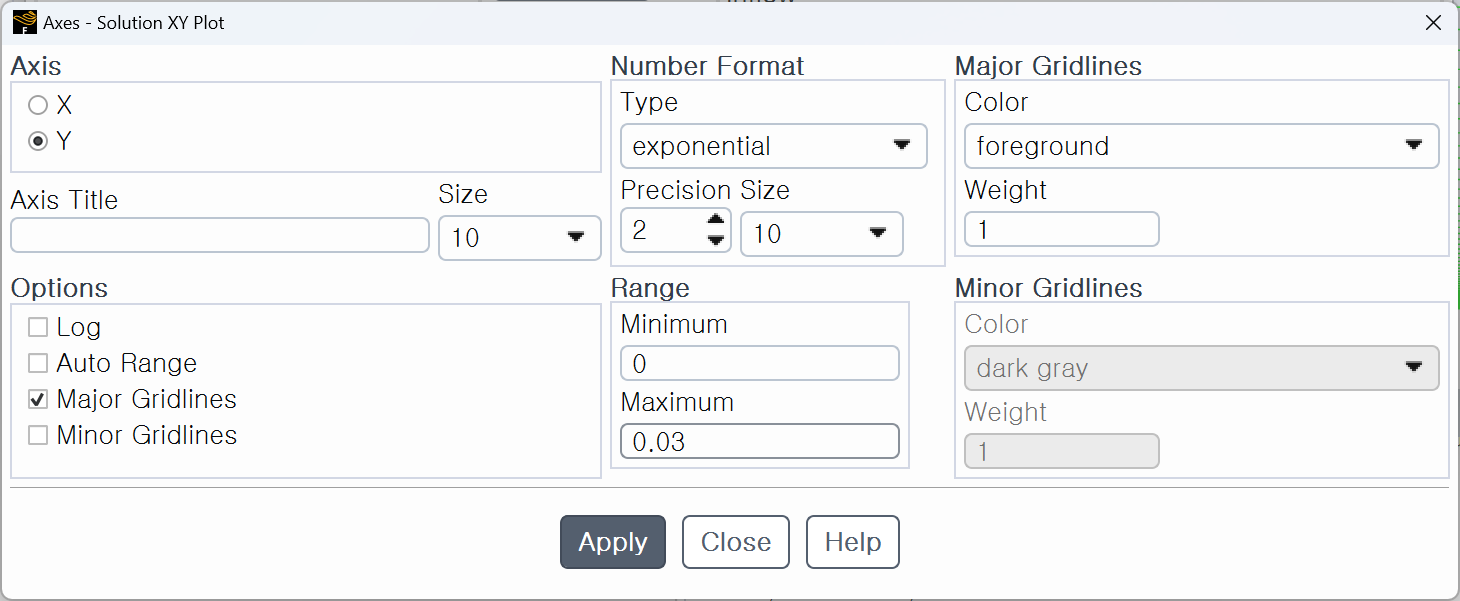 Axes - Solution XY Plot
Axis
X
Y
Axis Title
Size
10
Number Format
Type
exponential
Precision Size
2
10
Major Gridlines
Color
foreground
Weight
1
Options
Log
Auto Range
Major Gridlines
Minor Gridlines
Range
Minimum
0
Maximum
0.03
Minor Gridlines
Color
dark gray
Weight
1
Apply
Close
Help